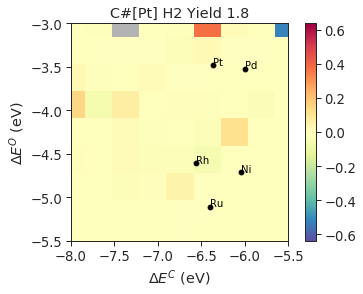 C#[Pt] H2 Yield 1.8
−3.0
−3.5
−4.0
−4.5
−5.0
−5.5
ΔE^O (eV)
Pt
Pd
Rh
Ni
Ru
−8.0 −7.5 −7.0 −6.5 −6.0 −5.5
ΔE^C (eV)
0.6
0.4
0.2
0.0
−0.2
−0.4
−0.6